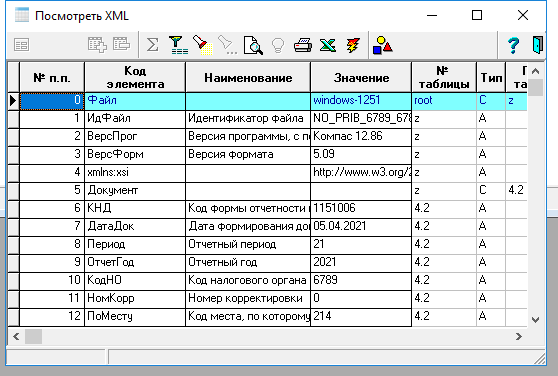 Посмотреть XML
№ п.п. Код элемента Наименование Значение № таблицы Тип
0 Файл windows-1251 root С z
1 ИдФайл Идентификатор файла NO_PRIB_6789_678 z А
2 ВерсПрог Версия программы, с Компас 12.86 z А
3 ВерсФорм Версия формата 5.09 z А
4 xmlns:xsi http://www.w3.org/2 z А
5 Документ z С 4.2
6 КНД Код формы отчетности 1151006 4.2 А
7 ДатаДок Дата формирования 05.04.2021 4.2 А
8 Период Отчетный период 21 4.2 А
9 ОтчетГод Отчетный год 2021 4.2 А
10 КодНО Код налогового органа 6789 4.2 А
11 НомКорр Номер корректировки 0 4.2 А
12 ПоМесту Код места, по которому 214 4.2 А